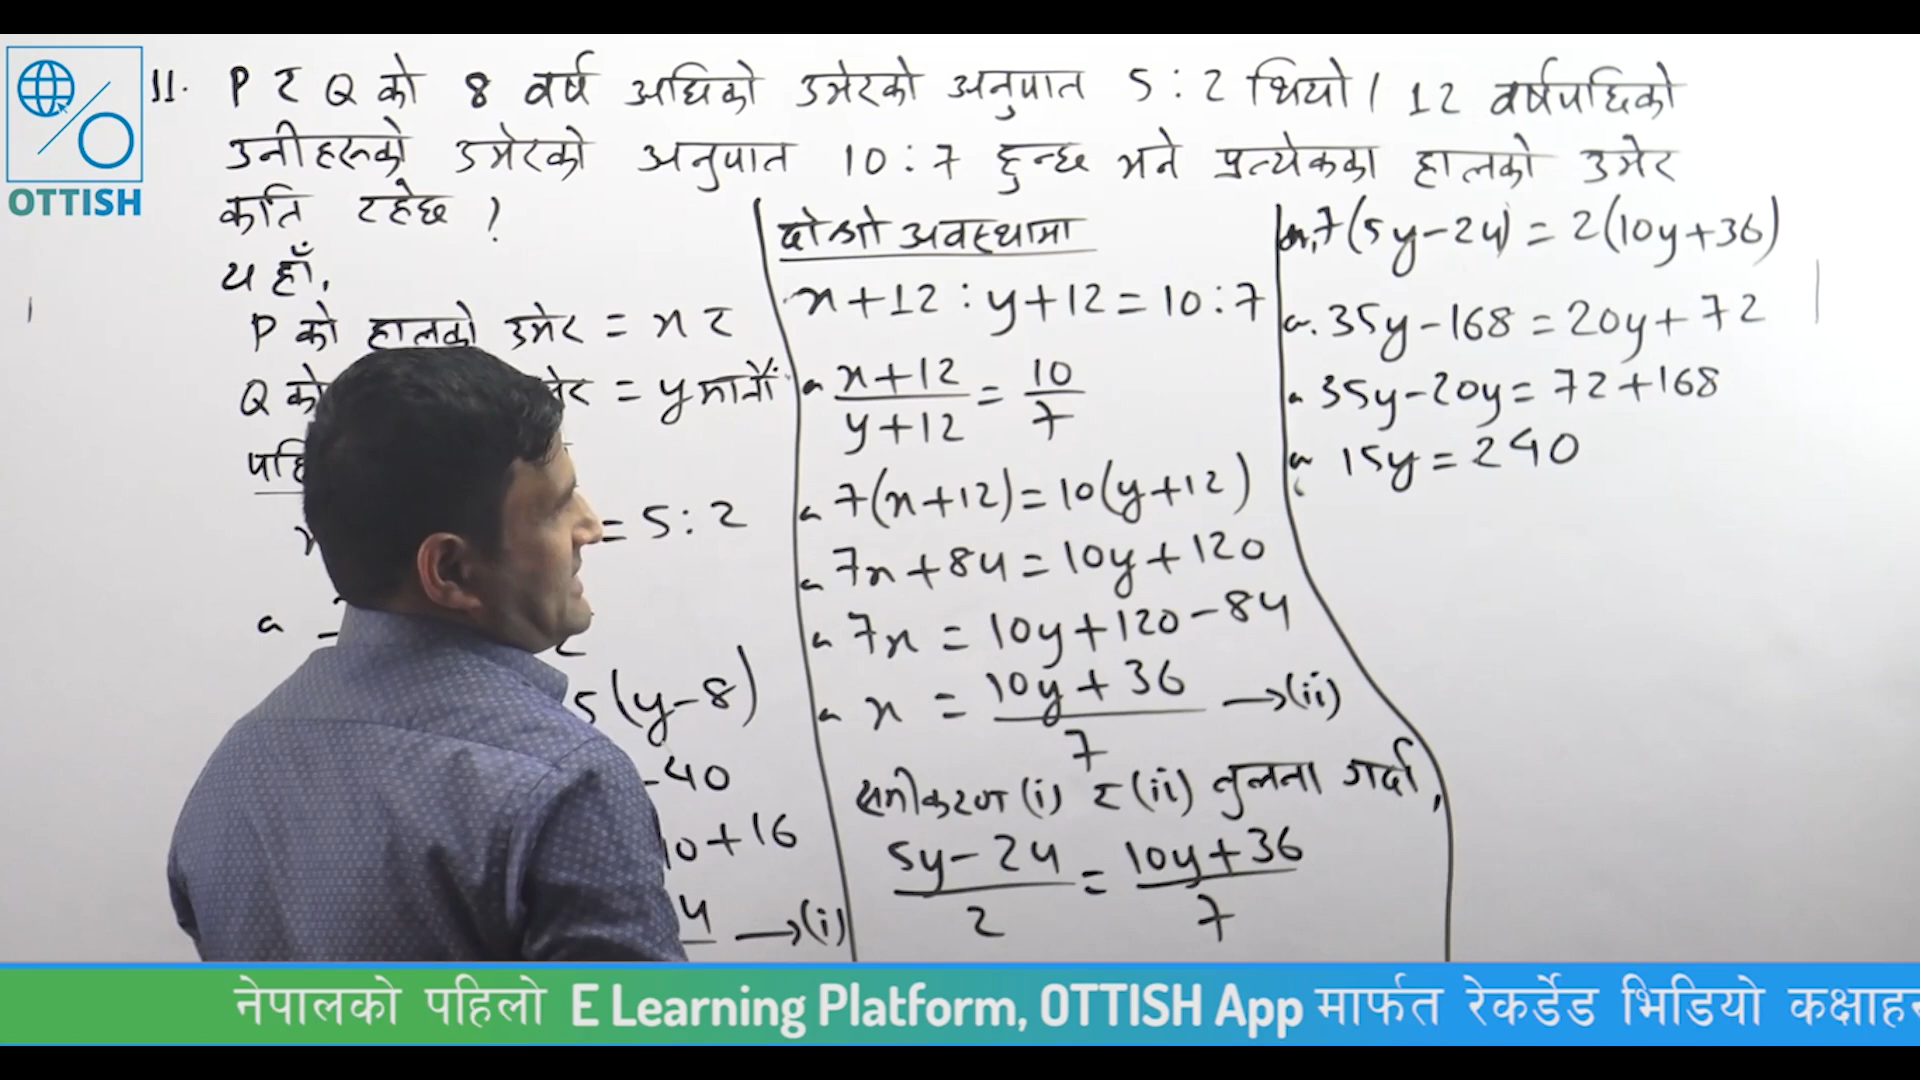 OTTISH
11. P र Q को 8 वर्ष अघिको उमेरको अनुपात 5:2 थियो। 12 वर्षपछिको
उनीहरूको उमेरको अनुपात 10:7 हुन्छ भने प्रत्येकका हालको उमेर
कति रहेछ ?
यहाँ,
P को हालको उमेर = x र
Q को = y मानौं
= 5:2
5(y-8)
-40
+16
→(i)
दोस्रो अवस्थामा
x+12 : y+12 = 10:7
x+12/y+12 = 10/7
7(x+12)=10(y+12)
7x+84=10y+120
7x = 10y+120-84
x = 10y+36/7 →(ii)
समीकरण (i) र (ii) तुलना गर्दा,
5y-24/2 = 10y+36/7
7(5y-24) = 2(10y+36)
35y-168=20y+72
35y-20y=72+168
15y=240
नेपालको पहिलो E Learning Platform, OTTISH App मार्फत रेकर्डेड भिडियो